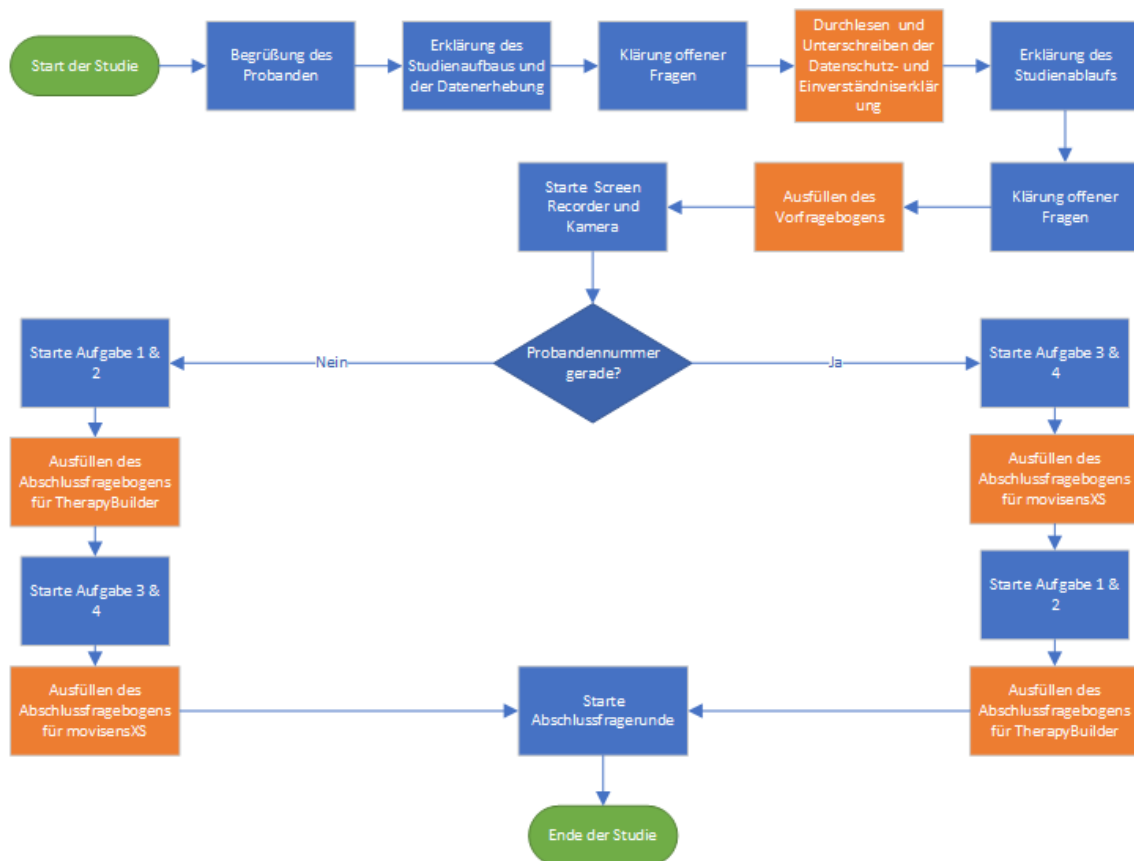 Start der Studie
Begrüßung des
Probanden
Erklärung des
Studienaufbaus und
der Datenerhebung
Klärung offener
Fragen
Durchlesen und
Unterschreiben der
Datenschutz- und
Einverständniserklär
ung
Erklärung des
Studienablaufs
Klärung offener
Fragen
Ausfüllen des
Vorfragebogens
Starte Screen
Recorder und
Kamera
Probandennummer
gerade?
Nein
Ja
Starte Aufgabe 1 &
2
Ausfüllen des
Abschlussfragebogens
für TherapyBuilder
Starte Aufgabe 3 &
4
Ausfüllen des
Abschlussfragebogens
für movisensXS
Starte Aufgabe 3 &
4
Ausfüllen des
Abschlussfragebogens
für movisensXS
Starte Aufgabe 1 &
2
Ausfüllen des
Abschlussfragebogens
für TherapyBuilder
Starte
Abschlussfragerunde
Ende der Studie